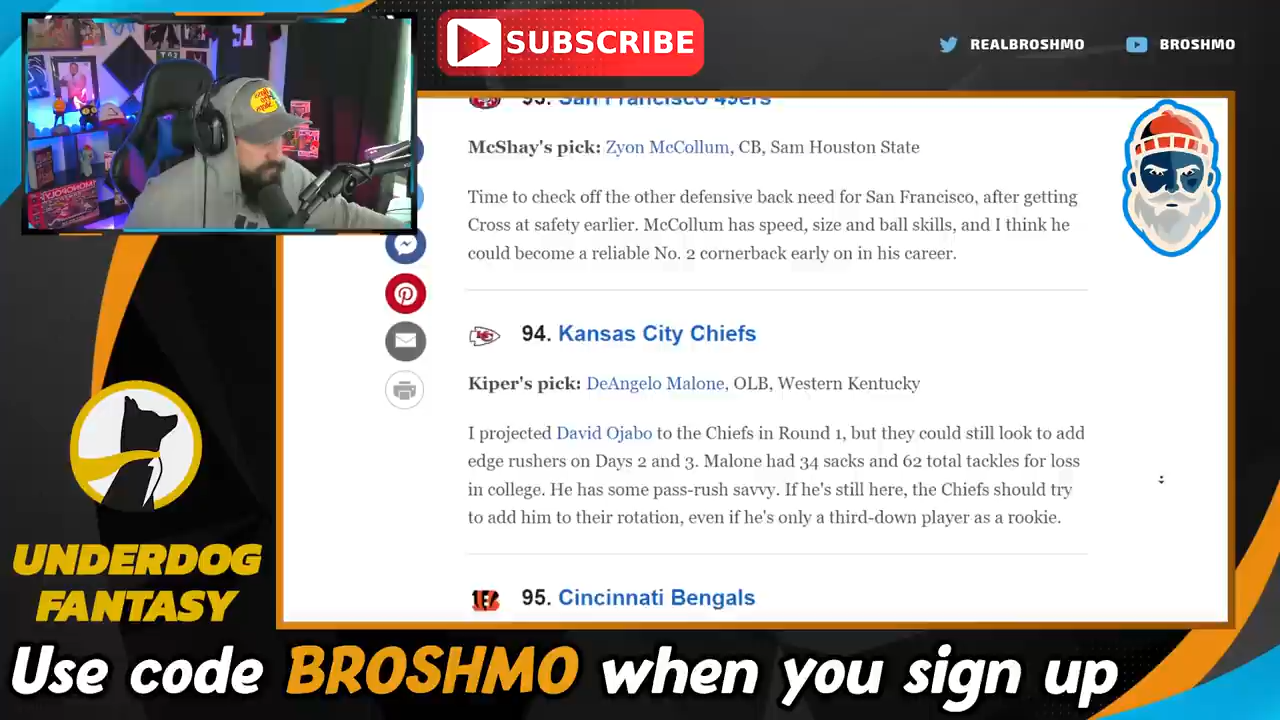 SUBSCRIBE
REALBROSHMO
BROSHMO
93. San Francisco 49ers
McShay's pick: Zyon McCollum, CB, Sam Houston State
Time to check off the other defensive back need for San Francisco, after getting
Cross at safety earlier. McCollum has speed, size and ball skills, and I think he
could become a reliable No. 2 cornerback early on in his career.
94. Kansas City Chiefs
Kiper's pick: DeAngelo Malone, OLB, Western Kentucky
I projected David Ojabo to the Chiefs in Round 1, but they could still look to add
edge rushers on Days 2 and 3. Malone had 34 sacks and 62 total tackles for loss
in college. He has some pass-rush savvy. If he's still here, the Chiefs should try
to add him to their rotation, even if he's only a third-down player as a rookie.
95. Cincinnati Bengals
UNDERDOG
FANTASY
Use code BROSHMO when you sign up